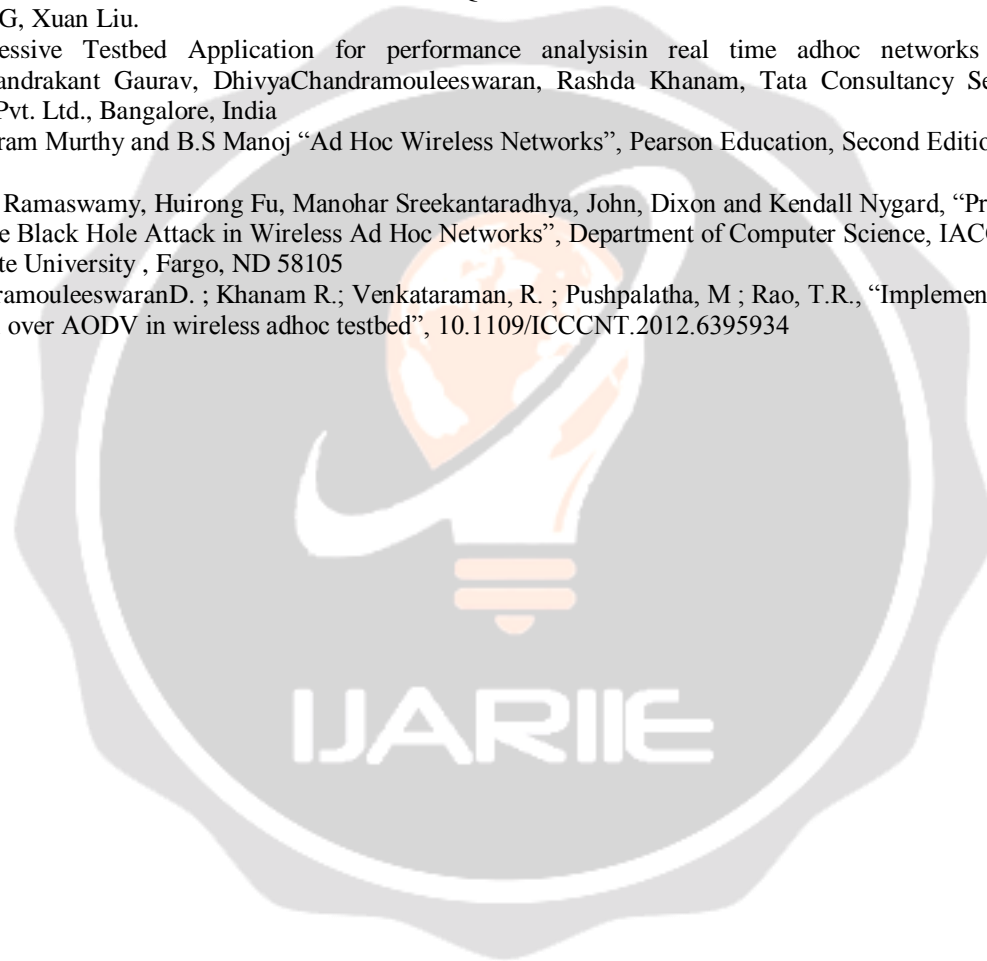 G, Xuan Liu.
essive Testbed Application for performance analysisin real time adhoc networks
andrakant Gaurav, DhivyaChandramouleeswaran, Rashda Khanam, Tata Consultancy Se
Pvt. Ltd., Bangalore, India
ram Murthy and B.S Manoj “Ad Hoc Wireless Networks”, Pearson Education, Second Editio
Ramaswamy, Huirong Fu, Manohar Sreekantaradhya, John, Dixon and Kendall Nygard, “Pr
e Black Hole Attack in Wireless Ad Hoc Networks”, Department of Computer Science, IAC
te University , Fargo, ND 58105
ramouleeswaranD. ; Khanam R.; Venkataraman, R. ; Pushpalatha, M ; Rao, T.R., “Implemen
over AODV in wireless adhoc testbed”, 10.1109/ICCCNT.2012.6395934
IJARIIE